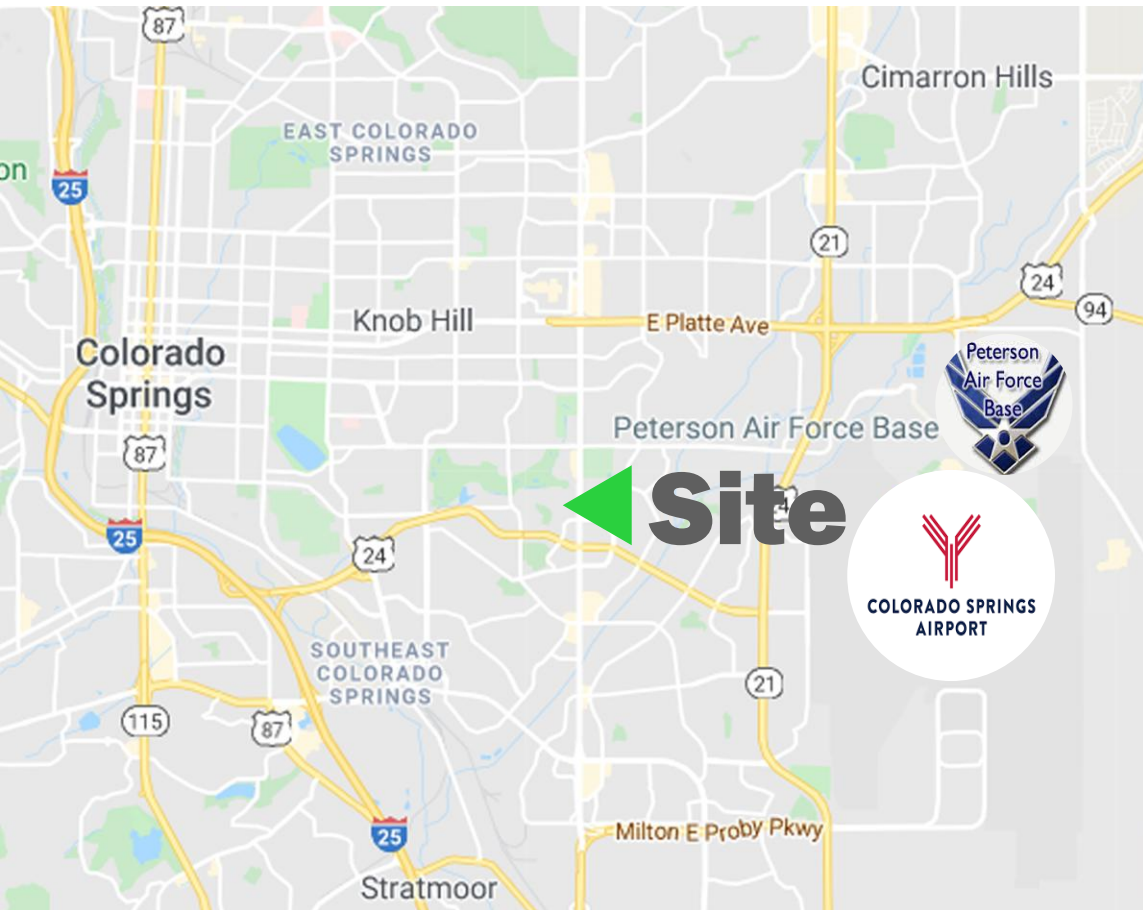 87
Cimarron Hills
EAST COLORADO
SPRINGS
on
25
21
24
94
Knob Hill
E Platte Ave
Colorado
Springs
Peterson
Air Force
Base
Peterson Air Force Base
87
Site
25
24
COLORADO SPRINGS
AIRPORT
SOUTHEAST
COLORADO
SPRINGS
21
115
87
25
Milton E Proby Pkwy
Stratmoor